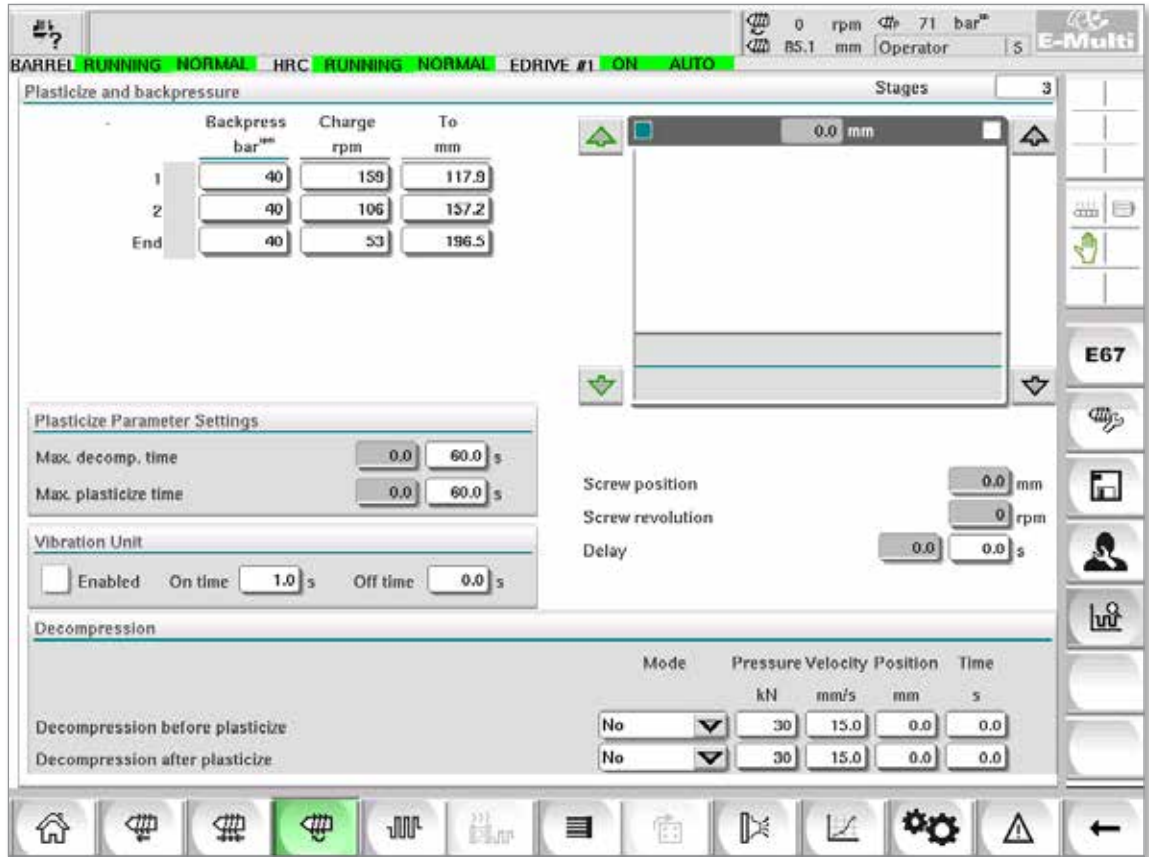 0 rpm 71 bar
85.1 mm Operator S
E-Multi
BARREL RUNNING NORMAL HRC RUNNING NORMAL EDRIVE #1 ON AUTO
Plasticize and backpressure Stages 3
Backpress Charge To 0.0 mm
bar rpm mm
1 40 159 117.9
2 40 106 157.2
End 40 53 196.5
E67
Plasticize Parameter Settings
Max. decomp. time 0.0 60.0 s
Max. plasticize time 0.0 60.0 s
Screw position 0.0 mm
Screw revolution 0 rpm
Delay 0.0 0.0 s
Vibration Unit
Enabled On time 1.0 s Off time 0.0 s
Decompression
Mode Pressure Velocity Position Time
kN mm/s mm s
Decompression before plasticize No 30 15.0 0.0 0.0
Decompression after plasticize No 30 15.0 0.0 0.0